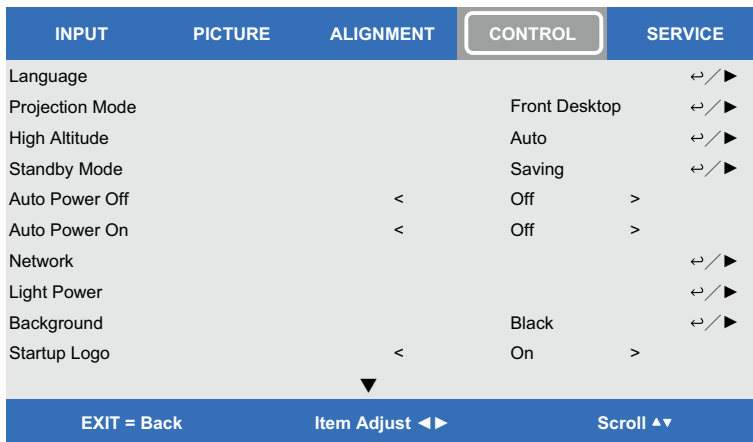 INPUT PICTURE ALIGNMENT CONTROL SERVICE
Language ↩/►
Projection Mode Front Desktop ↩/►
High Altitude Auto ↩/►
Standby Mode Saving ↩/►
Auto Power Off < Off >
Auto Power On < Off >
Network ↩/►
Light Power ↩/►
Background Black ↩/►
Startup Logo < On >
▼
EXIT = Back Item Adjust ◄► Scroll ▲▼